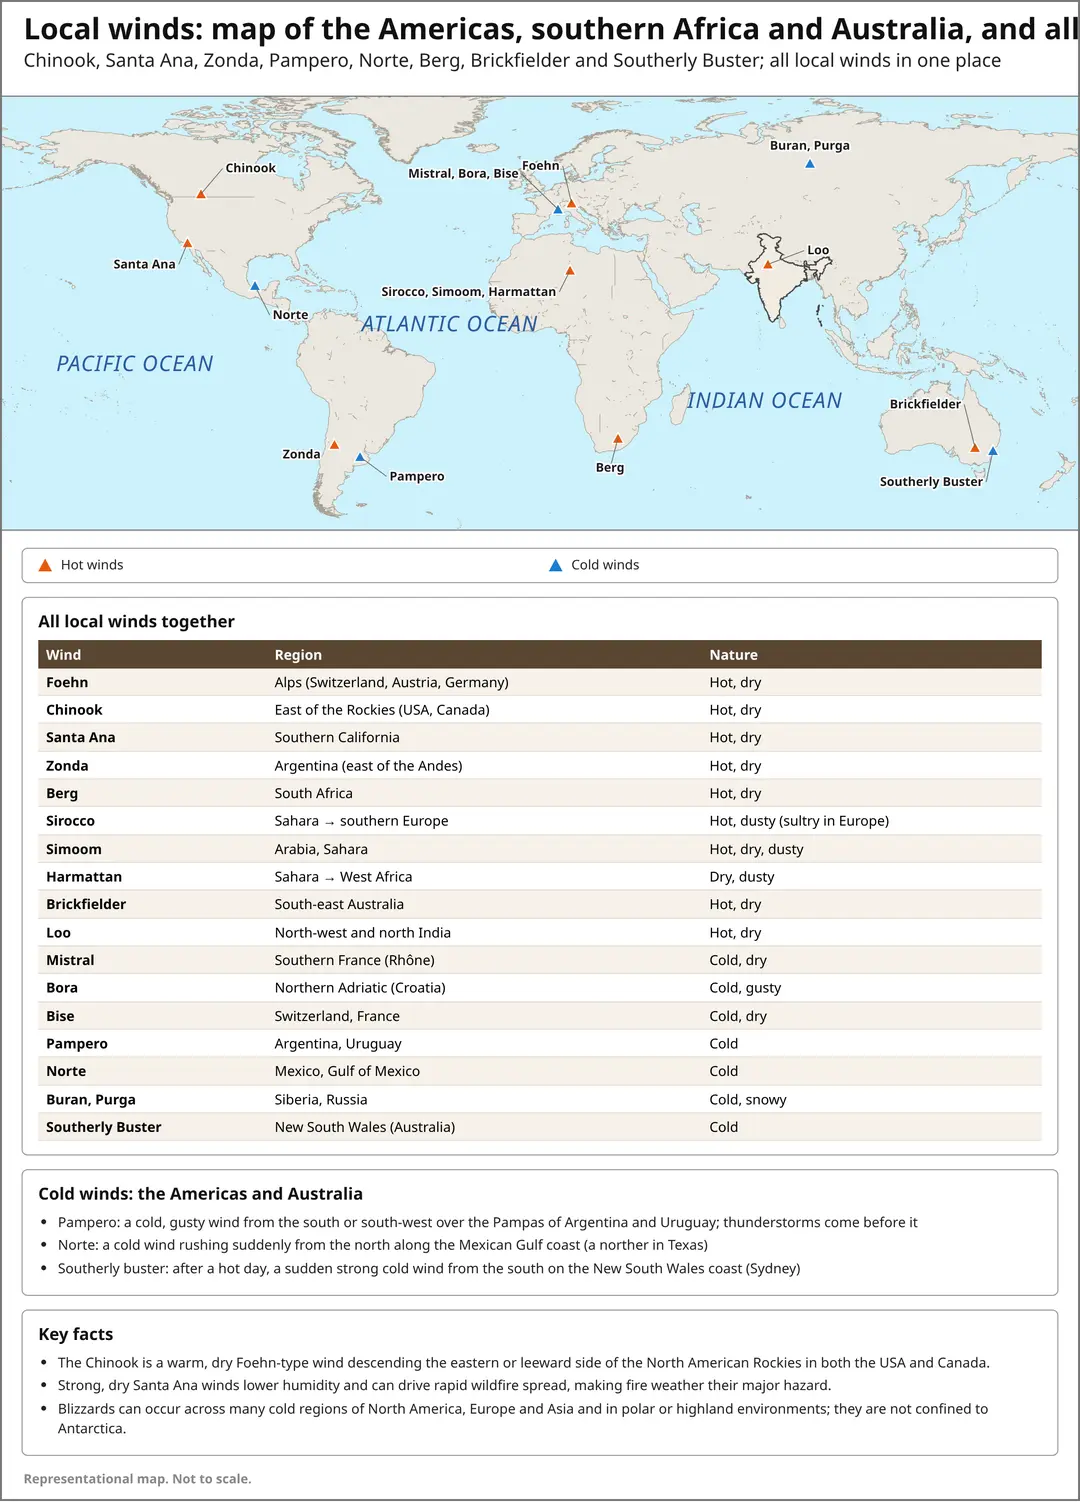 Local winds: map of the Americas, southern Africa and Australia, and all
Chinook, Santa Ana, Zonda, Pampero, Norte, Berg, Brickfielder and Southerly Buster; all local winds in one place
Buran, Purga
Foehn
Chinook
Mistral, Bora, Bise
Loo
Santa Ana
Sirocco, Simoom, Harmattan
Norte
ATLANTIC OCEAN
PACIFIC OCEAN
INDIAN OCEAN
Brickfielder
Zonda
Berg
Pampero
Southerly Buster
Hot winds
Cold winds
All local winds together
Wind Region Nature
Foehn Alps (Switzerland, Austria, Germany) Hot, dry
Chinook East of the Rockies (USA, Canada) Hot, dry
Santa Ana Southern California Hot, dry
Zonda Argentina (east of the Andes) Hot, dry
Berg South Africa Hot, dry
Sirocco Sahara → southern Europe Hot, dusty (sultry in Europe)
Simoom Arabia, Sahara Hot, dry, dusty
Harmattan Sahara → West Africa Dry, dusty
Brickfielder South-east Australia Hot, dry
Loo North-west and north India Hot, dry
Mistral Southern France (Rhône) Cold, dry
Bora Northern Adriatic (Croatia) Cold, gusty
Bise Switzerland, France Cold, dry
Pampero Argentina, Uruguay Cold
Norte Mexico, Gulf of Mexico Cold
Buran, Purga Siberia, Russia Cold, snowy
Southerly Buster New South Wales (Australia) Cold
Cold winds: the Americas and Australia
• Pampero: a cold, gusty wind from the south or south-west over the Pampas of Argentina and Uruguay; thunderstorms come before it
• Norte: a cold wind rushing suddenly from the north along the Mexican Gulf coast (a norther in Texas)
• Southerly buster: after a hot day, a sudden strong cold wind from the south on the New South Wales coast (Sydney)
Key facts
• The Chinook is a warm, dry Foehn-type wind descending the eastern or leeward side of the North American Rockies in both the USA and Canada.
• Strong, dry Santa Ana winds lower humidity and can drive rapid wildfire spread, making fire weather their major hazard.
• Blizzards can occur across many cold regions of North America, Europe and Asia and in polar or highland environments; they are not confined to
Antarctica.
Representational map. Not to scale.